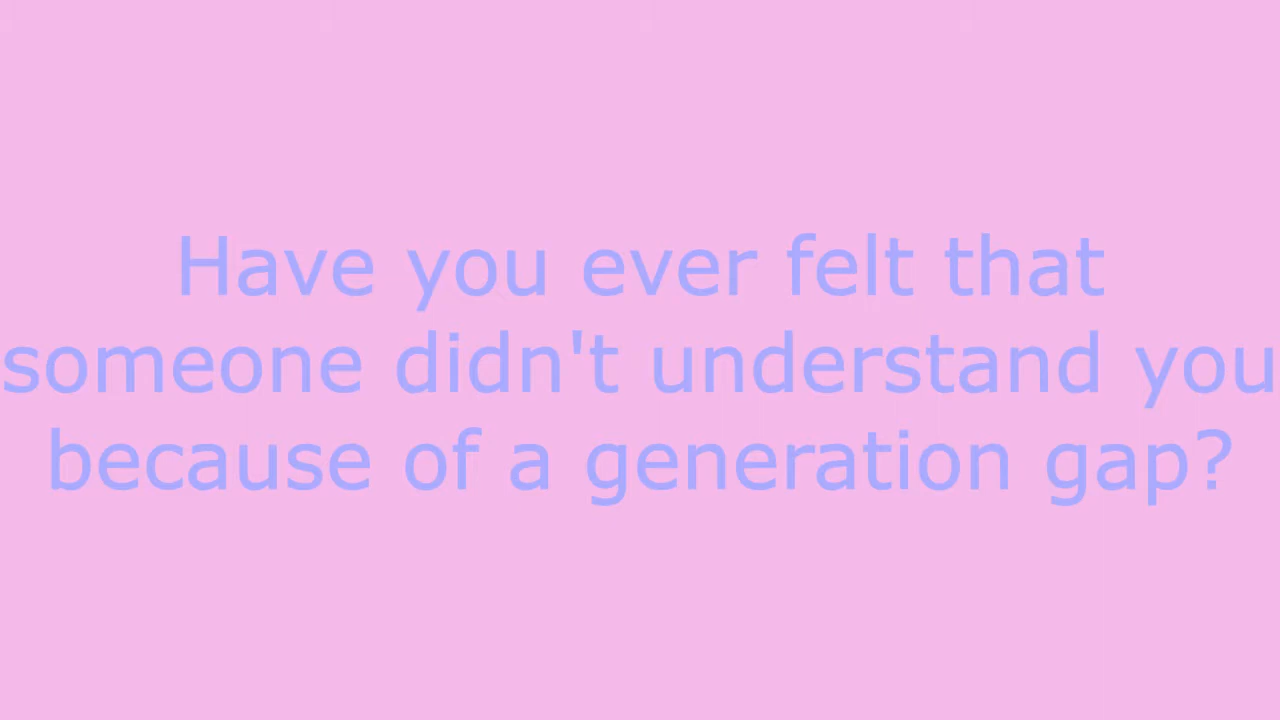 Have you ever felt that
someone didn't understand you
because of a generation gap?